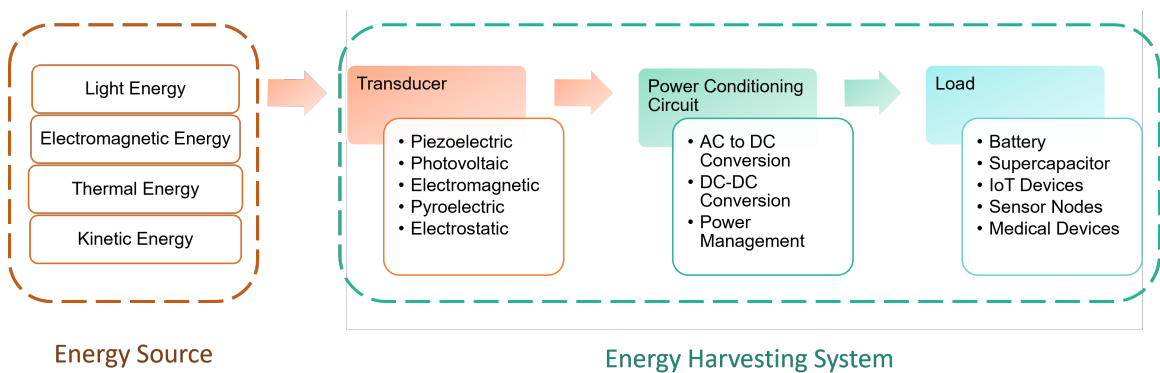 Light Energy
Electromagnetic Energy
Thermal Energy
Kinetic Energy
Energy Source
Transducer
• Piezoelectric
• Photovoltaic
• Electromagnetic
• Pyroelectric
• Electrostatic
Power Conditioning
Circuit
• AC to DC
Conversion
• DC-DC
Conversion
• Power
Management
Load
• Battery
• Supercapacitor
• IoT Devices
• Sensor Nodes
• Medical Devices
Energy Harvesting System